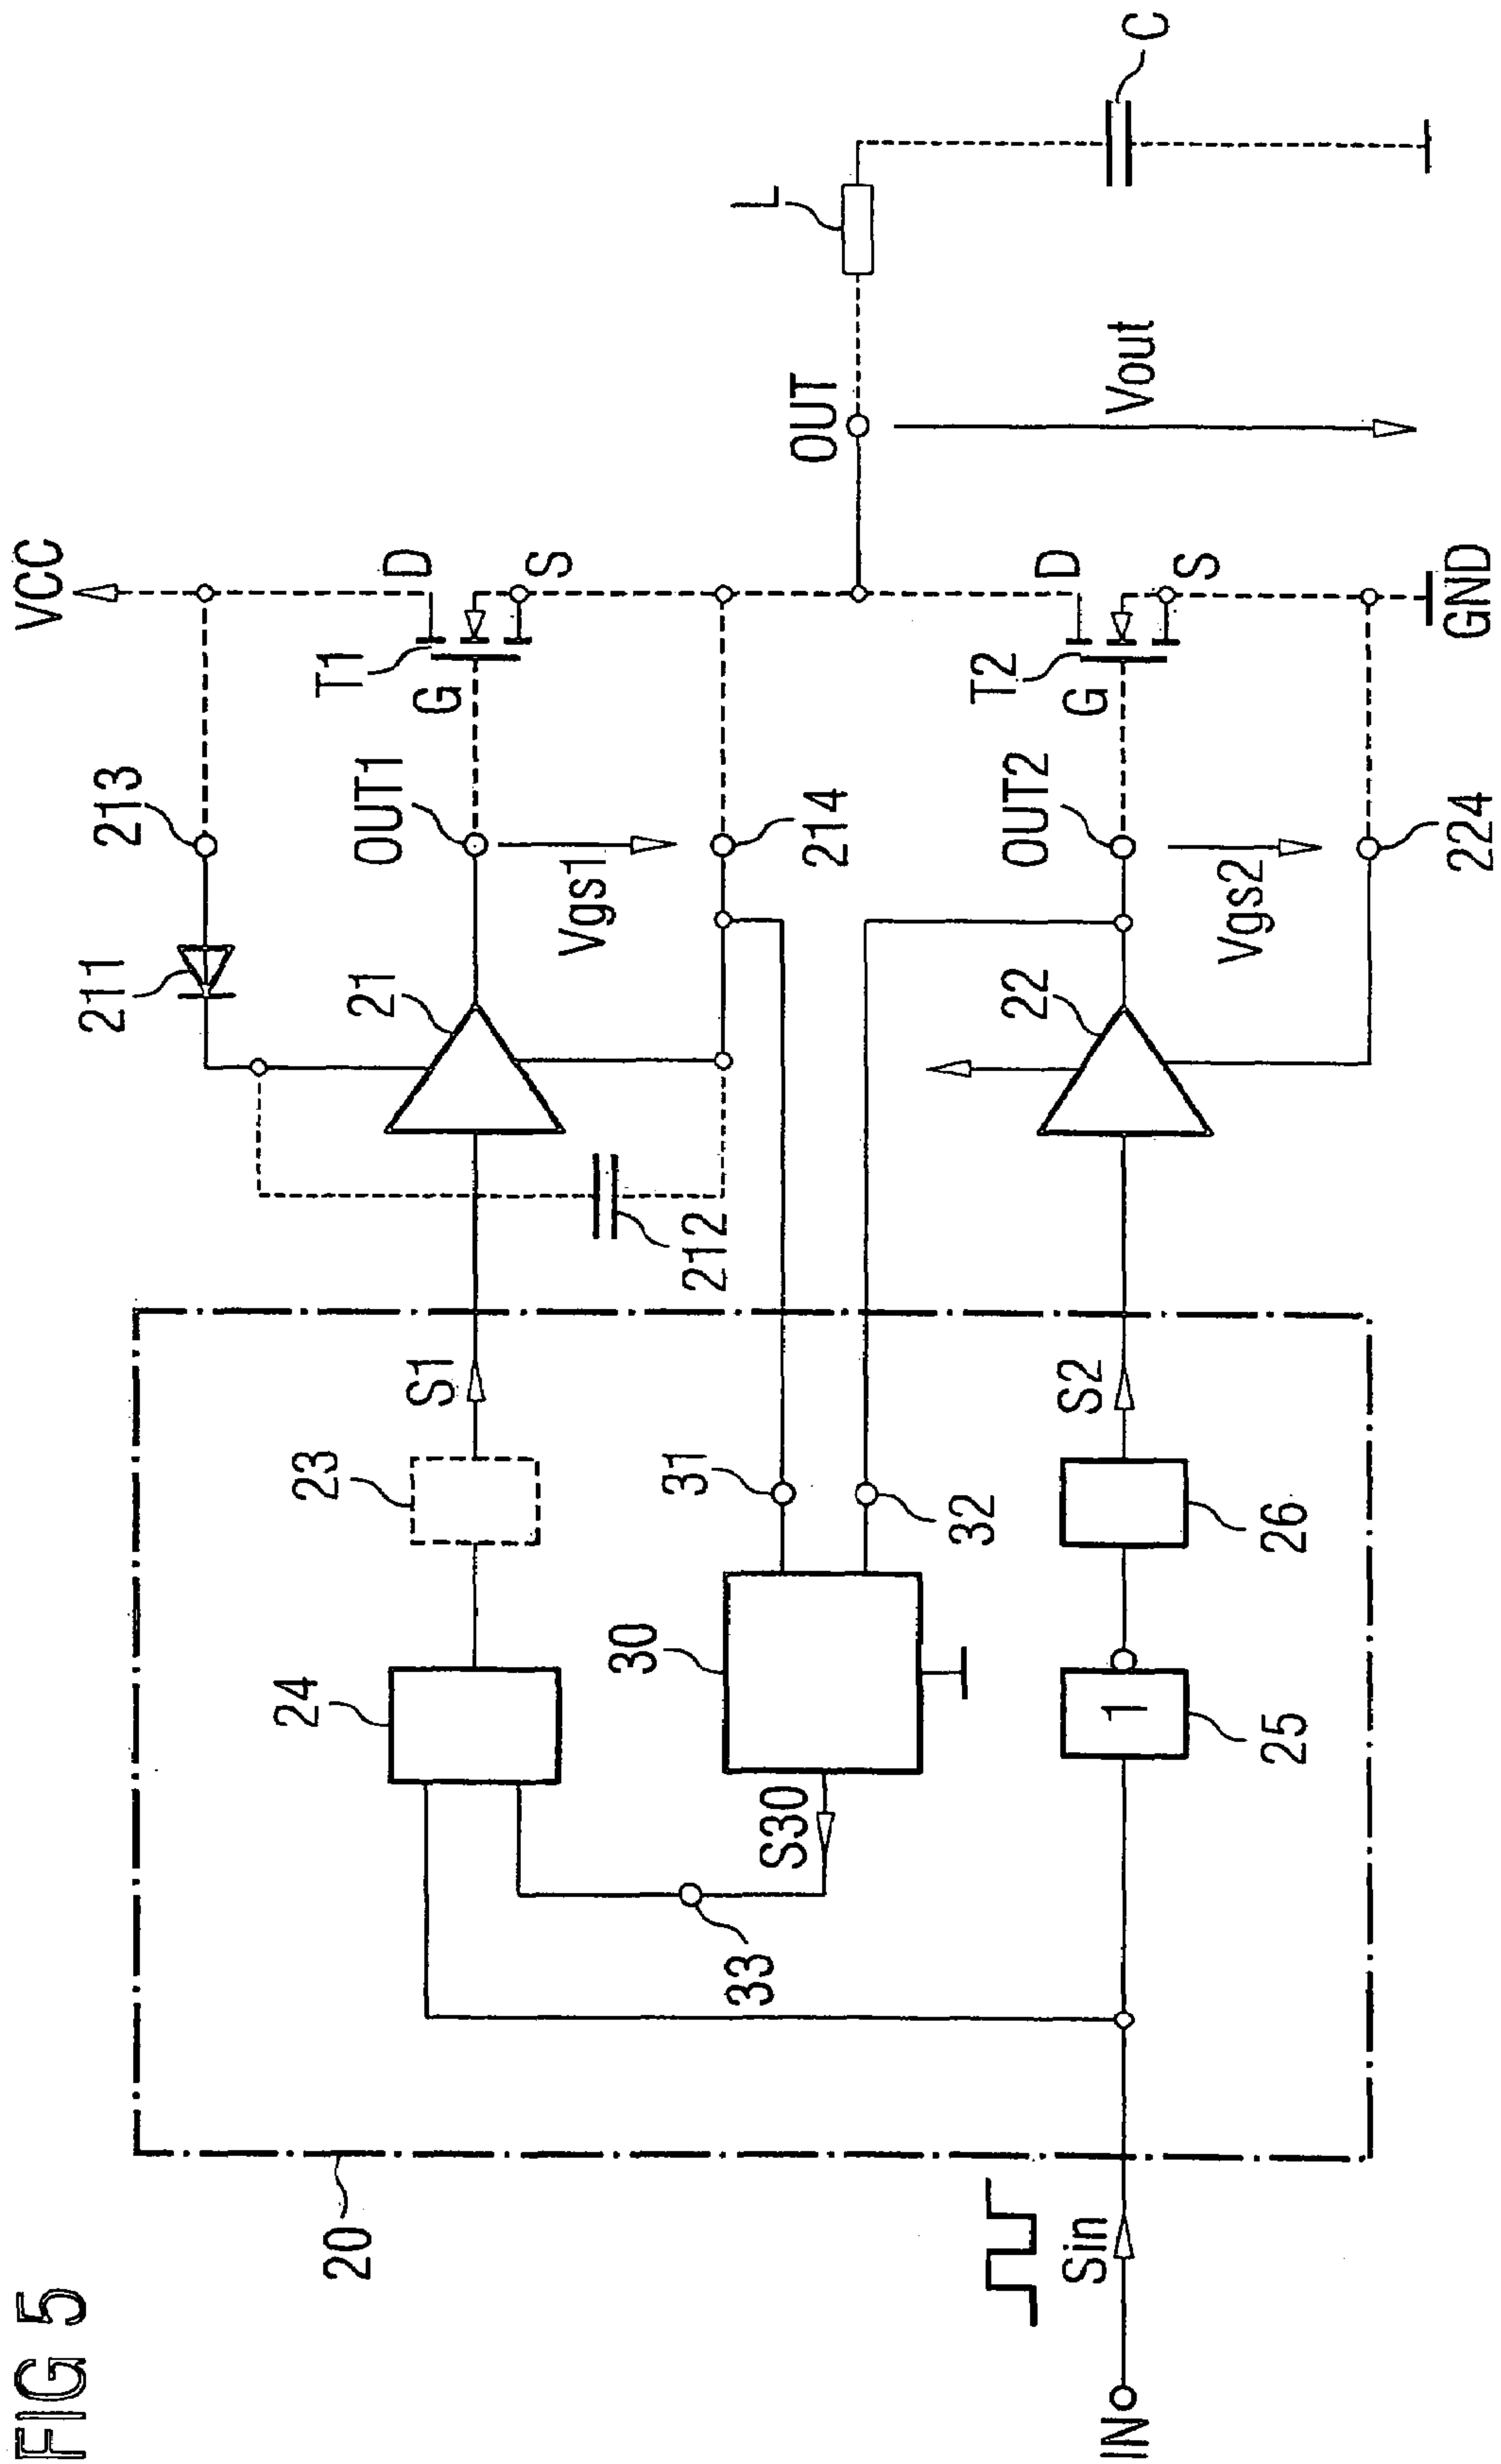 FIG 5
VCC
213
211
D
T1
G
S
OUT1
21
Vgs1
214
212
S1
23
24
20
31
30
32
S30
33
OUT
L
C
Vout
D
T2
G
S
OUT2
22
Vgs2
224
GND
S2
26
1
25
Sin
IN